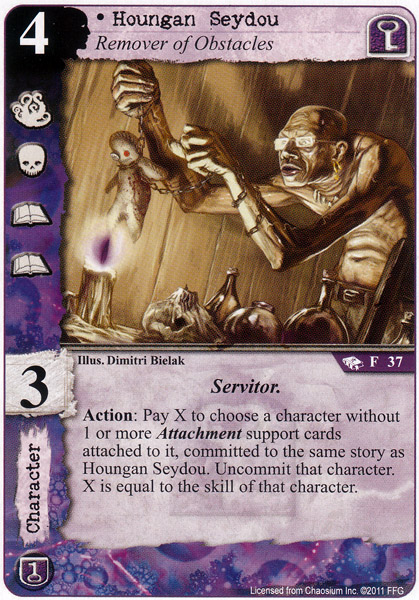 4
• Houngan Seydou
Remover of Obstacles
Illus. Dimitri Bielak
F 37
3
Servitor.
Action: Pay X to choose a character without
1 or more Attachment support cards
attached to it, committed to the same story as
Houngan Seydou. Uncommit that character.
X is equal to the skill of that character.
Character
1
Licensed from Chaosium Inc. ©2011 FFG